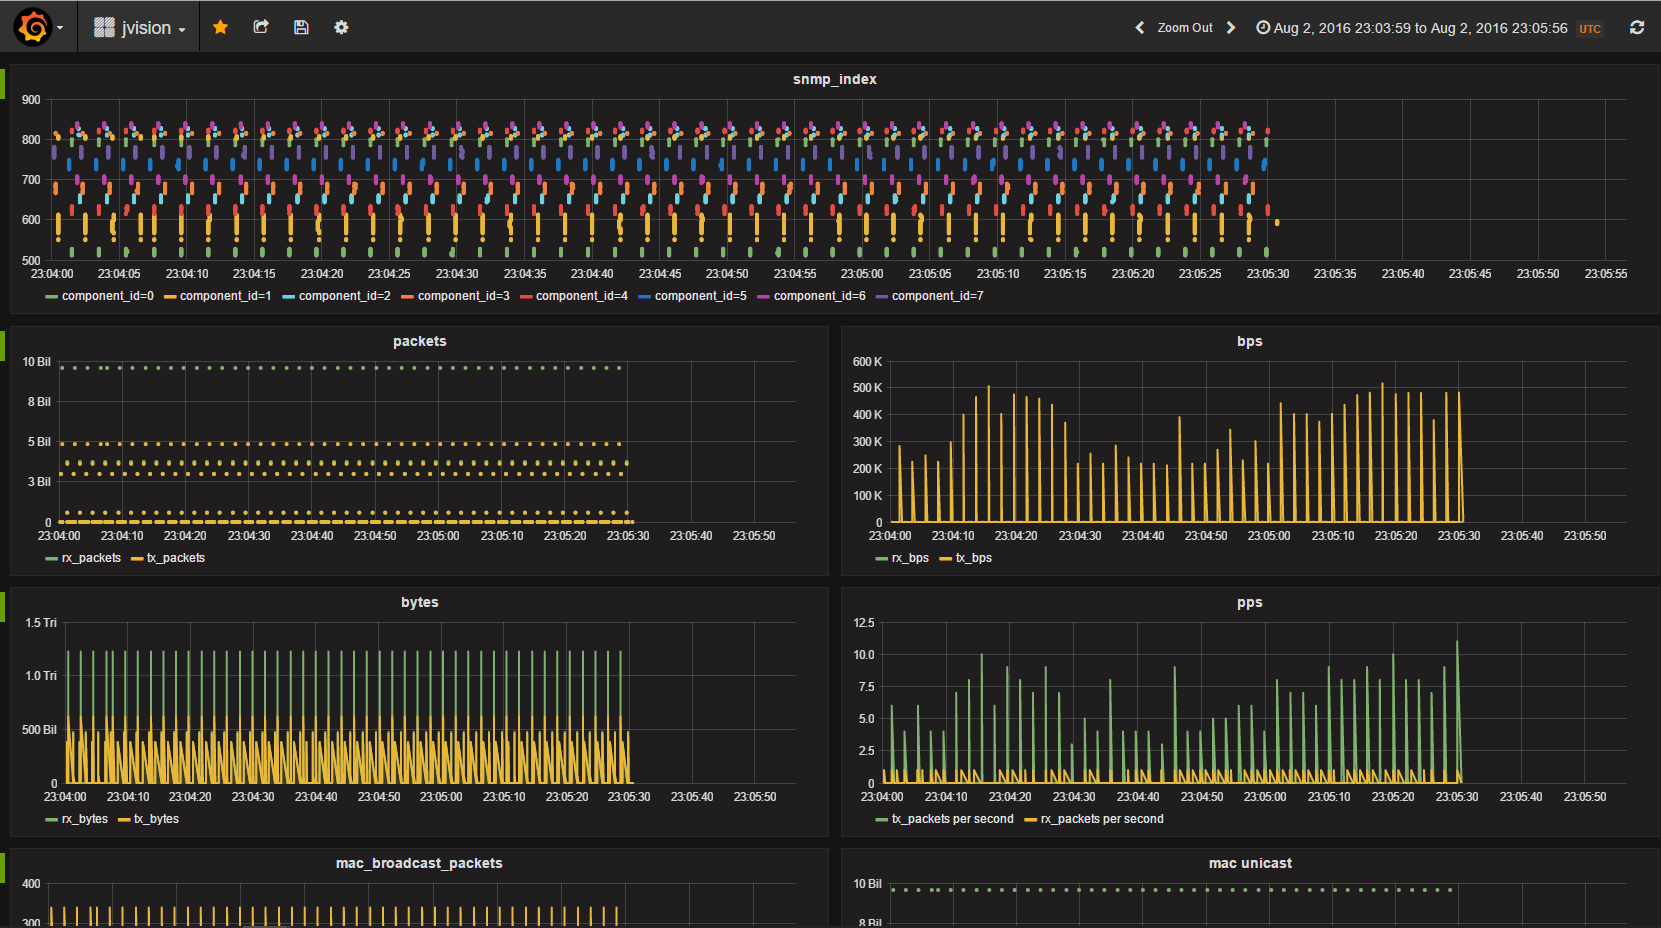 jvision
Zoom Out
Aug 2, 2016 23:03:59 to Aug 2, 2016 23:05:56 UTC
snmp_index
900
800
700
600
500
23:04:00 23:04:05 23:04:10 23:04:15 23:04:20 23:04:25 23:04:30 23:04:35 23:04:40 23:04:45 23:04:50 23:04:55 23:05:00 23:05:05 23:05:10 23:05:15 23:05:20 23:05:25 23:05:30 23:05:35 23:05:40 23:05:45 23:05:50 23:05:55
component_id=0 component_id=1 component_id=2 component_id=3 component_id=4 component_id=5 component_id=6 component_id=7
packets
10 Bil
8 Bil
5 Bil
3 Bil
0
23:04:00 23:04:10 23:04:20 23:04:30 23:04:40 23:04:50 23:05:00 23:05:10 23:05:20 23:05:30 23:05:40 23:05:50
rx_packets tx_packets
bps
600 K
500 K
400 K
300 K
200 K
100 K
0
23:04:00 23:04:10 23:04:20 23:04:30 23:04:40 23:04:50 23:05:00 23:05:10 23:05:20 23:05:30 23:05:40 23:05:50
rx_bps tx_bps
bytes
1.5 Tri
1.0 Tri
500 Bil
0
23:04:00 23:04:10 23:04:20 23:04:30 23:04:40 23:04:50 23:05:00 23:05:10 23:05:20 23:05:30 23:05:40 23:05:50
rx_bytes tx_bytes
pps
12.5
10.0
7.5
5.0
2.5
0
23:04:00 23:04:10 23:04:20 23:04:30 23:04:40 23:04:50 23:05:00 23:05:10 23:05:20 23:05:30 23:05:40 23:05:50
tx_packets per second rx_packets per second
mac_broadcast_packets
400
300
mac unicast
10 Bil
8 Bil